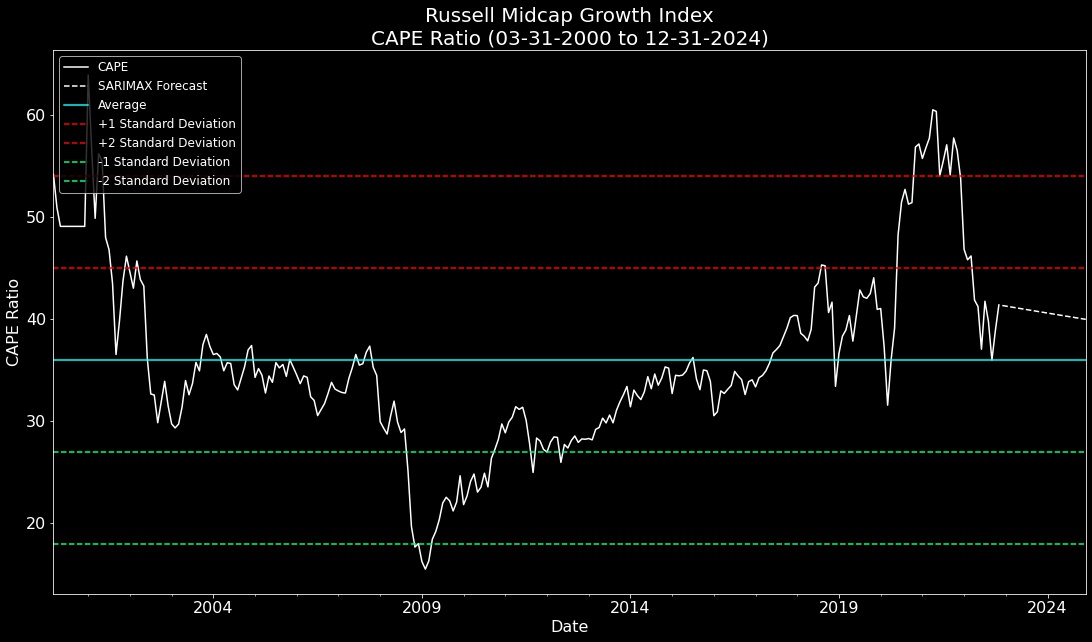 Russell Midcap Growth Index
CAPE Ratio (03-31-2000 to 12-31-2024)
CAPE
SARIMAX Forecast
Average
+1 Standard Deviation
+2 Standard Deviation
-1 Standard Deviation
-2 Standard Deviation
60
50
40
30
20
CAPE Ratio
2004
2009
2014
2019
2024
Date